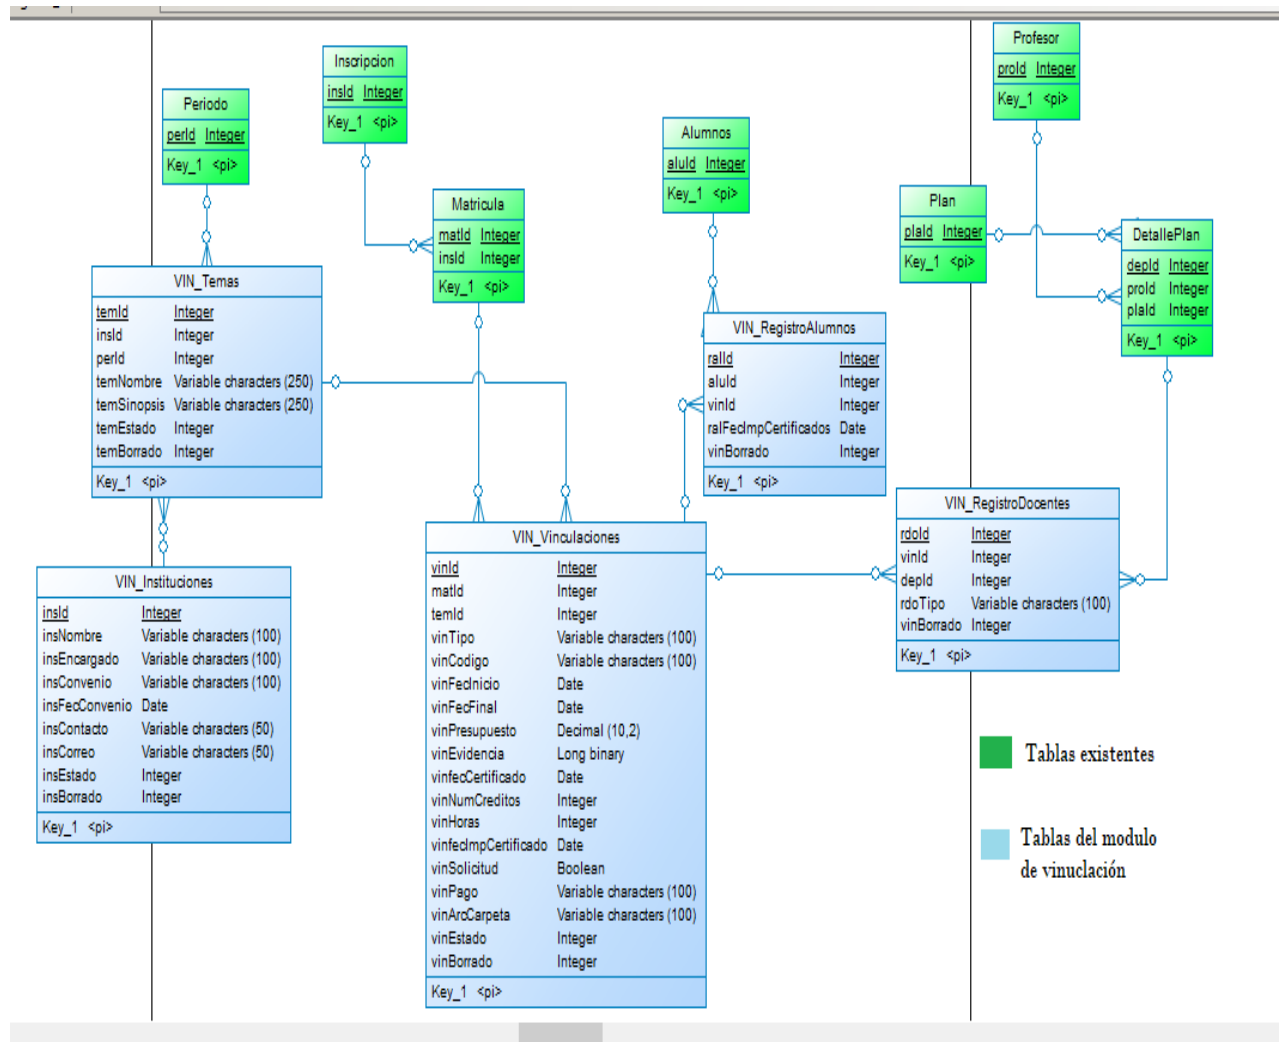 Periodo
perId Integer
Key_1 <pi>
Inscripcion
insId Integer
Key_1 <pi>
Matricula
matId Integer
insId Integer
Key_1 <pi>
Alumnos
aluId Integer
Key_1 <pi>
Profesor
proId Integer
Key_1 <pi>
Plan
plaId Integer
Key_1 <pi>
DetallePlan
depId Integer
proId Integer
plaId Integer
Key_1 <pi>
VIN_Temas
temId Integer
insId Integer
perId Integer
temNombre Variable characters (250)
temSinopsis Variable characters (250)
temEstado Integer
temBorrado Integer
Key_1 <pi>
VIN_RegistroAlumnos
ralId Integer
aluId Integer
vinId Integer
ralFecImpCertificados Date
vinBorrado Integer
Key_1 <pi>
VIN_Instituciones
insId Integer
insNombre Variable characters (100)
insEncargado Variable characters (100)
insConvenio Variable characters (100)
insFecConvenio Date
insContacto Variable characters (50)
insCorreo Variable characters (50)
insEstado Integer
insBorrado Integer
Key_1 <pi>
VIN_Vinculaciones
vinId Integer
matId Integer
temId Integer
vinTipo Variable characters (100)
vinCodigo Variable characters (100)
vinFecInicio Date
vinFecFinal Date
vinPresupuesto Decimal (10,2)
vinEvidencia Long binary
vinfecCertificado Date
vinNumCreditos Integer
vinHoras Integer
vinfecImpCertificado Date
vinSolicitud Boolean
vinPago Variable characters (100)
vinArcCarpeta Variable characters (100)
vinEstado Integer
vinBorrado Integer
Key_1 <pi>
VIN_RegistroDocentes
rdoId Integer
vinId Integer
depId Integer
rdoTipo Variable characters (100)
vinBorrado Integer
Key_1 <pi>
Tablas existentes
Tablas del modulo
de vinuclación